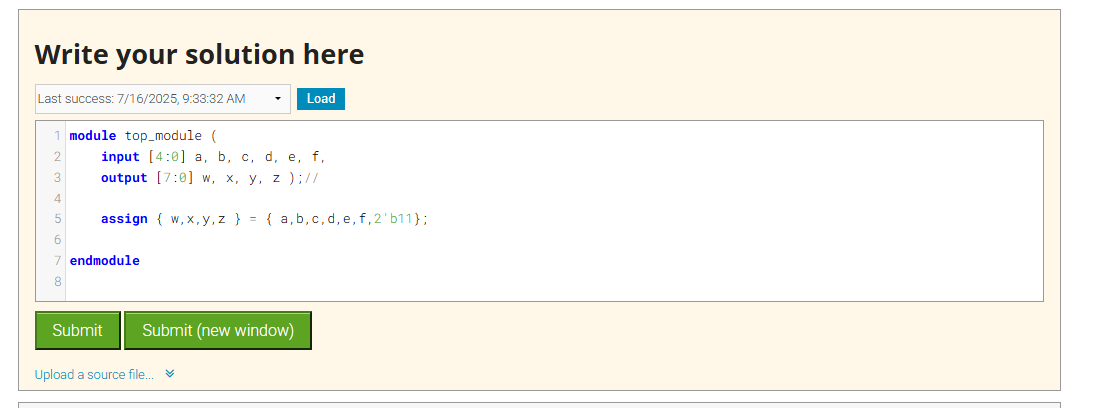 Write your solution here
Last success: 7/16/2025, 9:33:32 AM Load
1 module top_module (
2 input [4:0] a, b, c, d, e, f,
3 output [7:0] w, x, y, z );//
4
5 assign { w,x,y,z } = { a,b,c,d,e,f,2'b11};
6
7 endmodule
8
Submit Submit (new window)
Upload a source file...